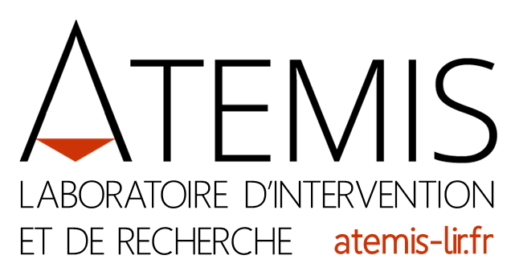 ATEMIS
LABORATOIRE D'INTERVENTION
ET DE RECHERCHE atemis-lir.fr